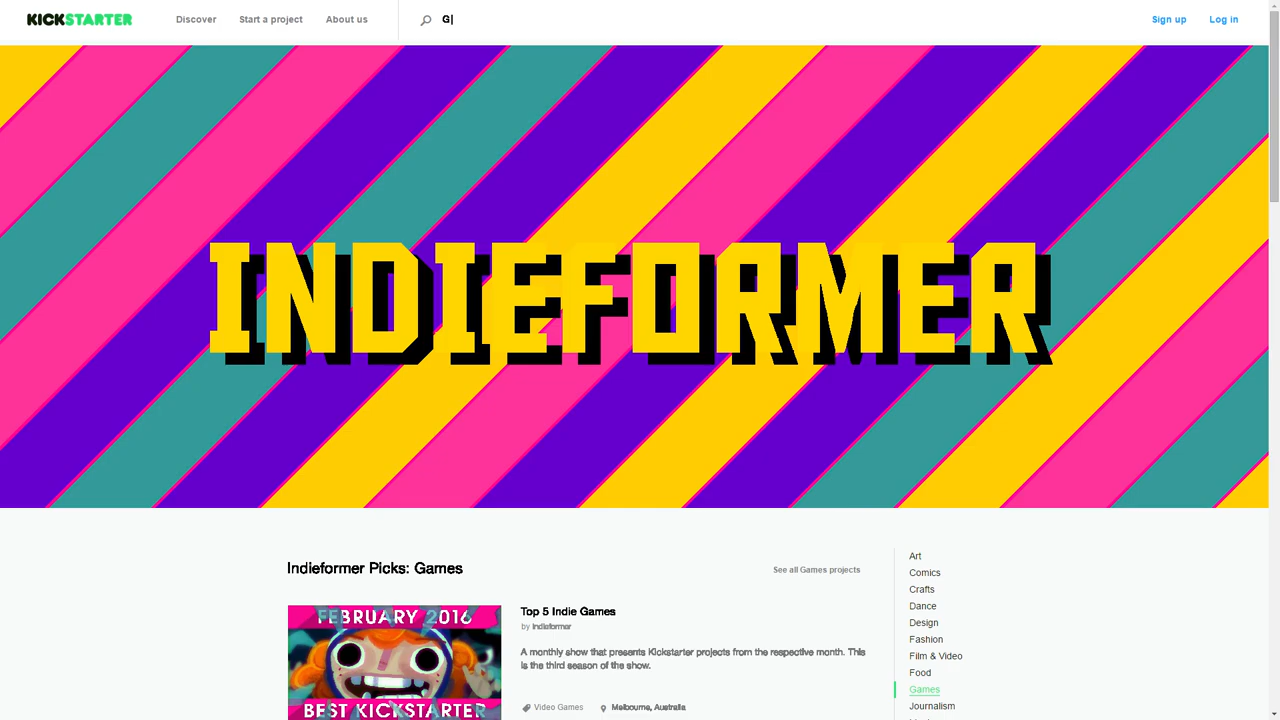 KICKSTARTER Discover Start a project About us G Sign up Log in
INDIEFORMER
Indieformer Picks: Games See all Games projects
FEBRUARY 2016
BEST KICKSTARTER
Top 5 Indie Games
by Indieformer
A monthly show that presents Kickstarter projects from the respective month. This
is the third season of the show.
Video Games Melbourne, Australia
Art
Comics
Crafts
Dance
Design
Fashion
Film & Video
Food
Games
Journalism